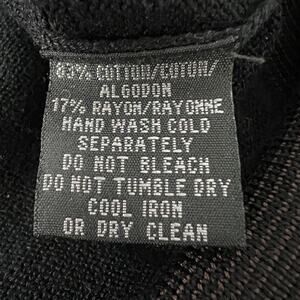 83% COTTON/COTON/
ALGODON
17% RAYON/RAYONNE
HAND WASH COLD
SEPARATELY
DO NOT BLEACH
DO NOT TUMBLE DRY
COOL IRON
OR DRY CLEAN